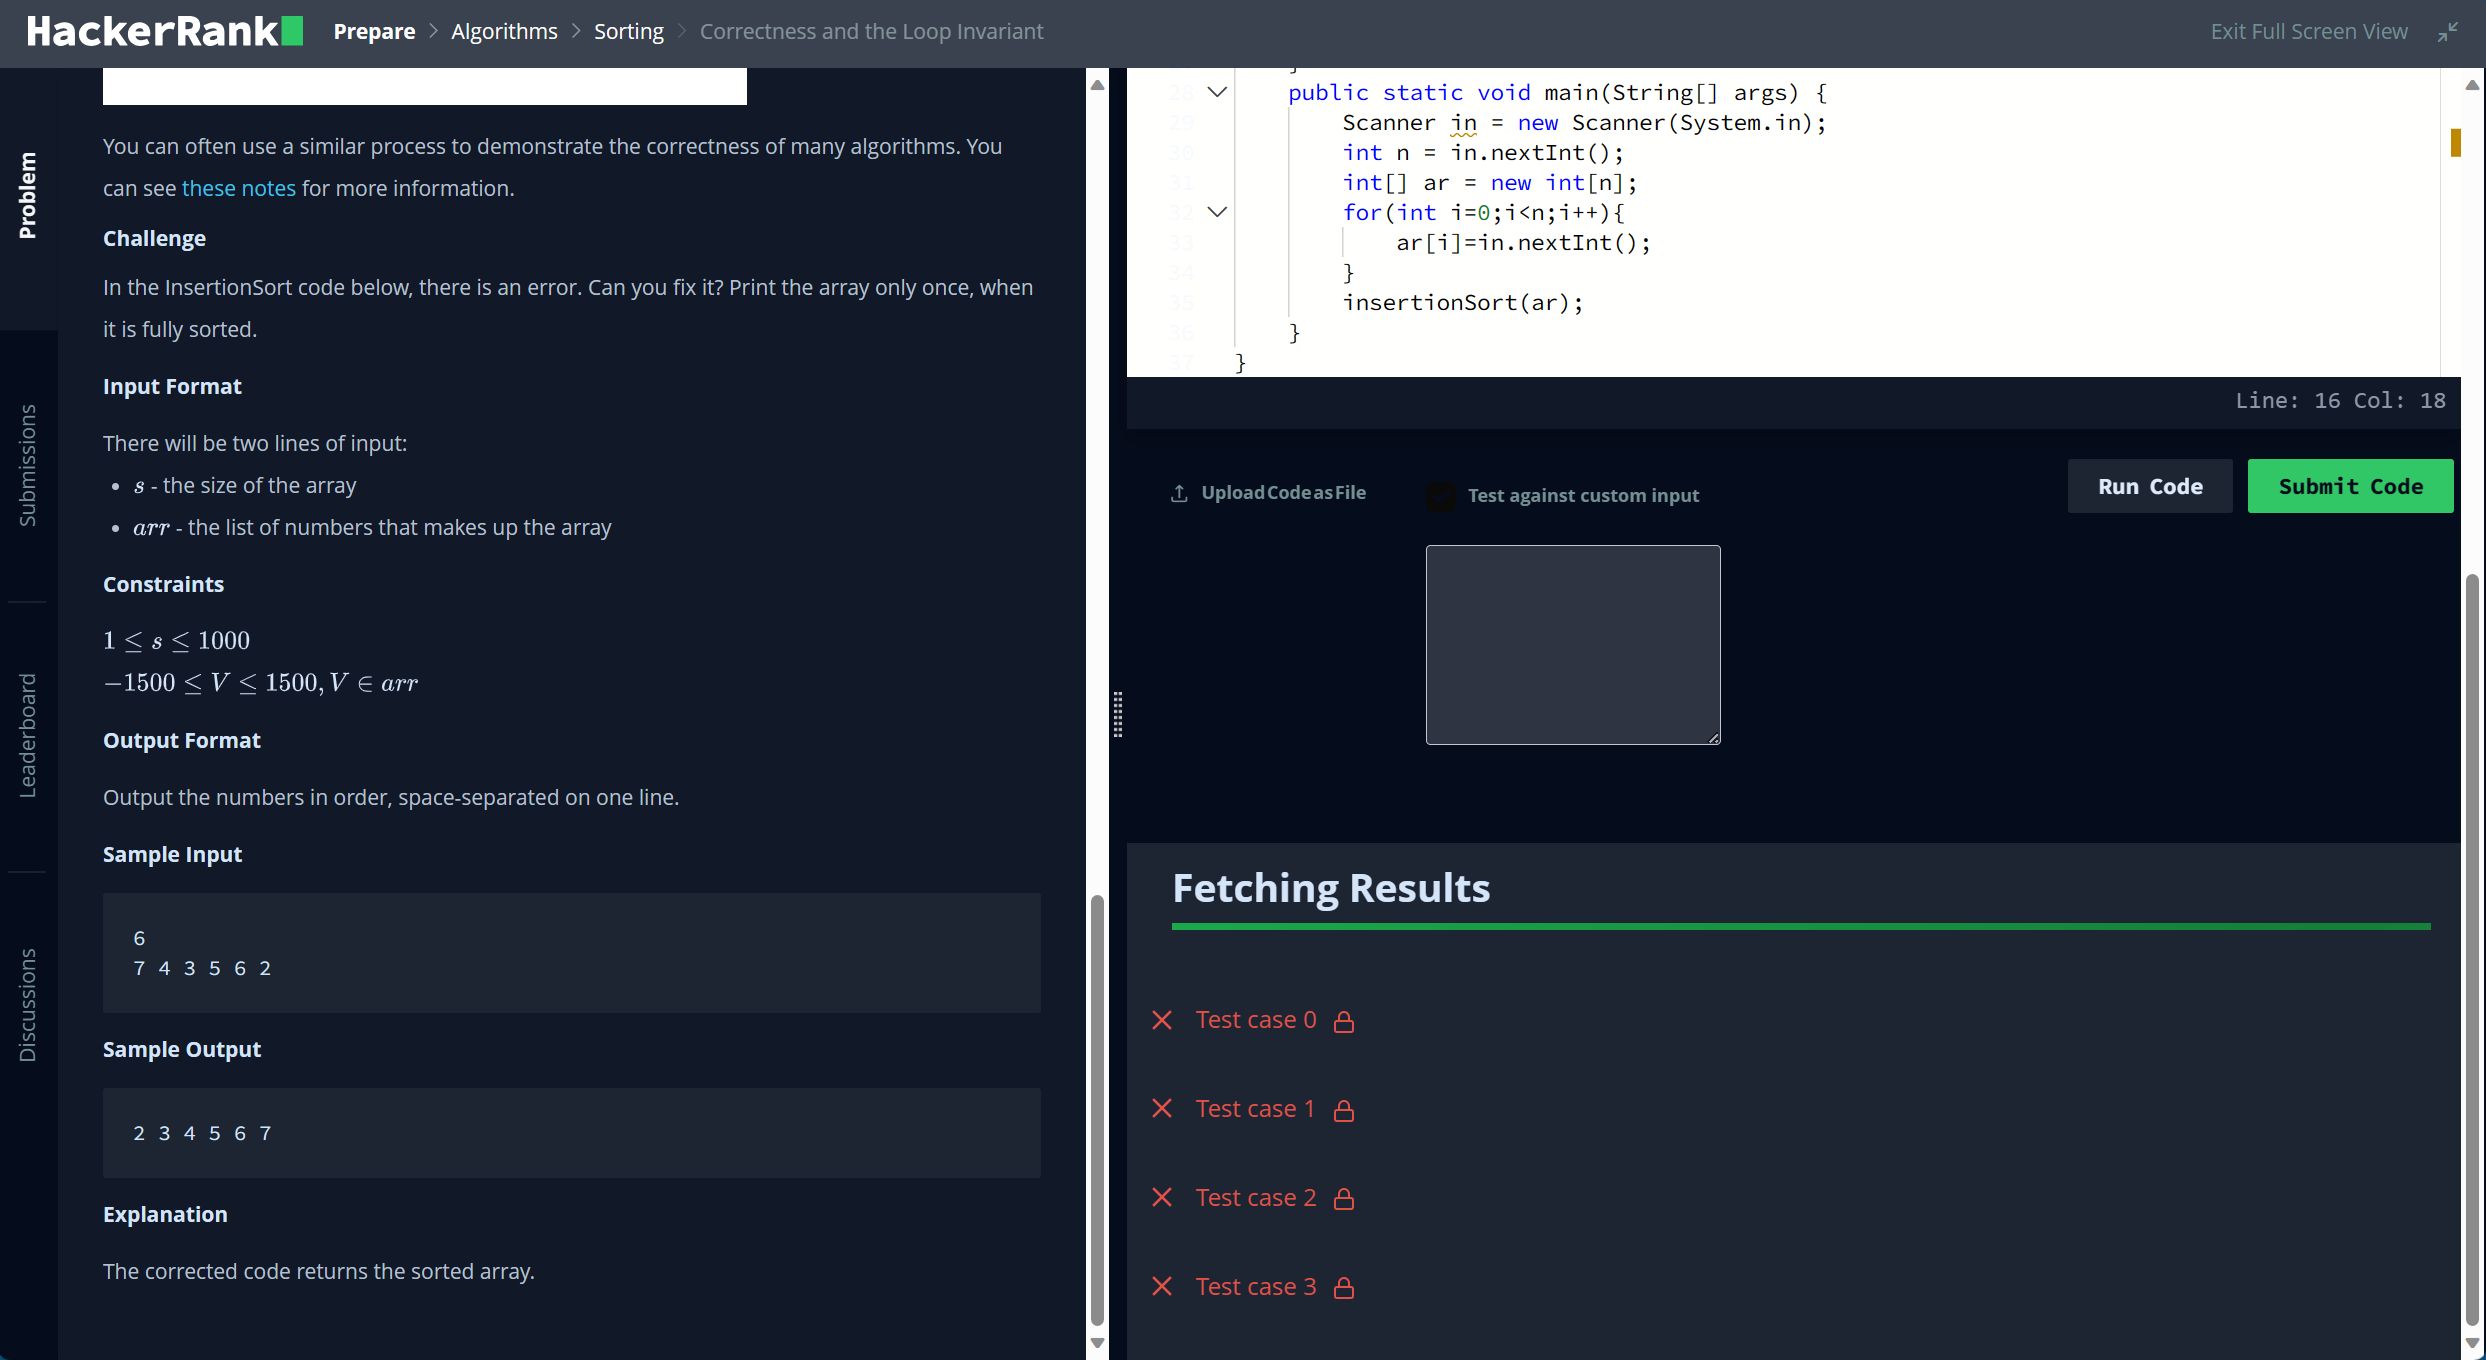 HackerRank Prepare > Algorithms > Sorting > Correctness and the Loop Invariant
Exit Full Screen View
Problem
Submissions
Leaderboard
Discussions
You can often use a similar process to demonstrate the correctness of many algorithms. You
can see these notes for more information.
Challenge
In the InsertionSort code below, there is an error. Can you fix it? Print the array only once, when
it is fully sorted.
Input Format
There will be two lines of input:
• s - the size of the array
• arr - the list of numbers that makes up the array
Constraints
1 ≤ s ≤ 1000
−1500 ≤ V ≤ 1500, V ∈ arr
Output Format
Output the numbers in order, space-separated on one line.
Sample Input
6
7 4 3 5 6 2
Sample Output
2 3 4 5 6 7
Explanation
The corrected code returns the sorted array.
28 public static void main(String[] args) {
29 Scanner in = new Scanner(System.in);
30 int n = in.nextInt();
31 int[] ar = new int[n];
32 for(int i=0;i<n;i++){
33 ar[i]=in.nextInt();
34 }
35 insertionSort(ar);
36 }
37 }
Line: 16 Col: 18
Upload Code as File
Test against custom input
Run Code
Submit Code
Fetching Results
Test case 0
Test case 1
Test case 2
Test case 3